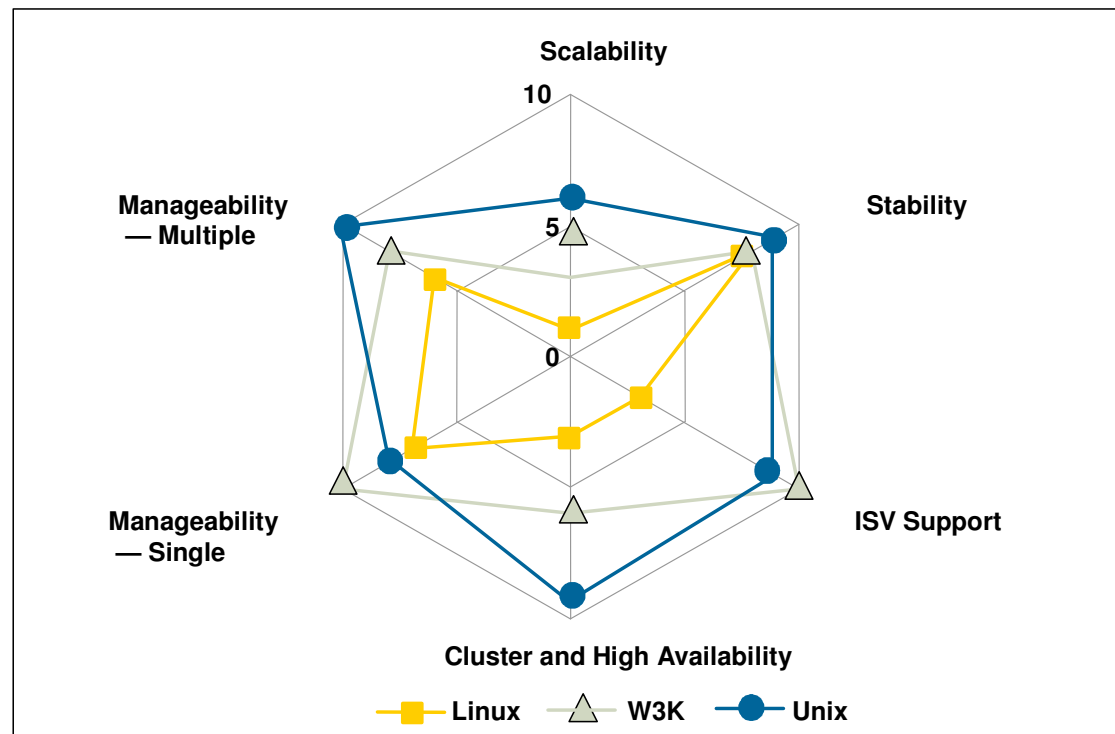 Scalability
10
Manageability
— Multiple
Stability
5
0
Manageability
— Single
ISV Support
Cluster and High Availability
Linux
W3K
Unix